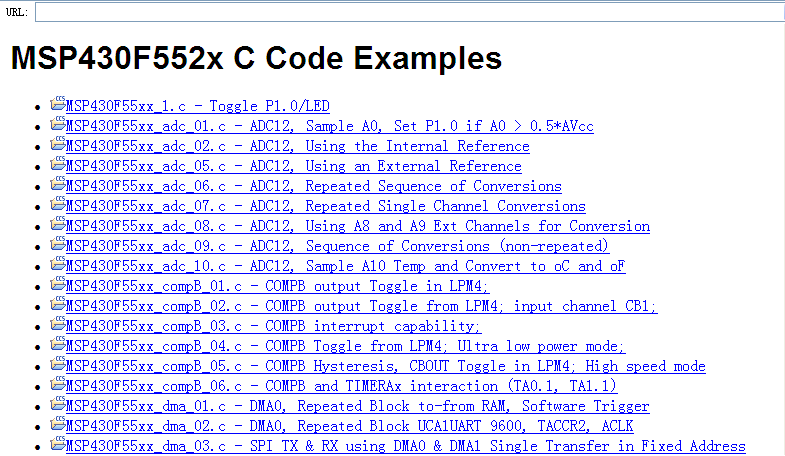 URL:
MSP430F552x C Code Examples
MSP430F55xx_1.c - Toggle P1.0/LED
MSP430F55xx_adc_01.c - ADC12, Sample A0, Set P1.0 if A0 > 0.5*AVcc
MSP430F55xx_adc_02.c - ADC12, Using the Internal Reference
MSP430F55xx_adc_05.c - ADC12, Using an External Reference
MSP430F55xx_adc_06.c - ADC12, Repeated Sequence of Conversions
MSP430F55xx_adc_07.c - ADC12, Repeated Single Channel Conversions
MSP430F55xx_adc_08.c - ADC12, Using A8 and A9 Ext Channels for Conversion
MSP430F55xx_adc_09.c - ADC12, Sequence of Conversions (non-repeated)
MSP430F55xx_adc_10.c - ADC12, Sample A10 Temp and Convert to oC and oF
MSP430F55xx_compB_01.c - COMPB output Toggle in LPM4;
MSP430F55xx_compB_02.c - COMPB output Toggle from LPM4; input channel CB1;
MSP430F55xx_compB_03.c - COMPB interrupt capability;
MSP430F55xx_compB_04.c - COMPB Toggle from LPM4; Ultra low power mode;
MSP430F55xx_compB_05.c - COMPB Hysteresis, CBOUT Toggle in LPM4; High speed mode
MSP430F55xx_compB_06.c - COMPB and TIMERAx interaction (TA0.1, TA1.1)
MSP430F55xx_dma_01.c - DMA0, Repeated Block to-from RAM, Software Trigger
MSP430F55xx_dma_02.c - DMA0, Repeated Block UCA1UART 9600, TACCR2, ACLK
MSP430F55xx_dma_03.c - SPI TX & RX using DMA0 & DMA1 Single Transfer in Fixed Address